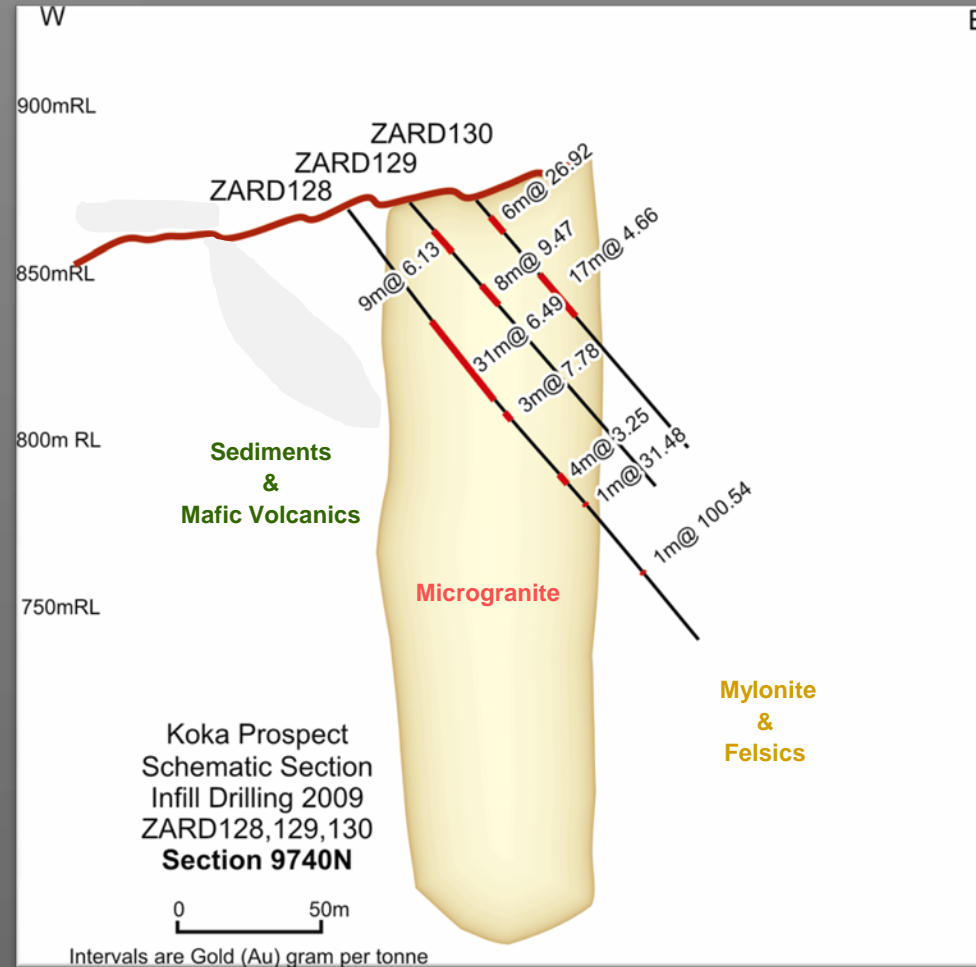 W
E
900mRL
ZARD130
ZARD129
ZARD128
6m@ 26.92
17m@ 4.66
8m@ 9.47
9m@ 6.13
850mRL
31m@ 6.49
3m@ 7.78
4m@ 3.25
1m@ 31.48
1m@ 100.54
800m RL
Sediments
&
Mafic Volcanics
Microgranite
750mRL
Mylonite
&
Felsics
Koka Prospect
Schematic Section
Infill Drilling 2009
ZARD128,129,130
Section 9740N
0 50m
Intervals are Gold (Au) gram per tonne